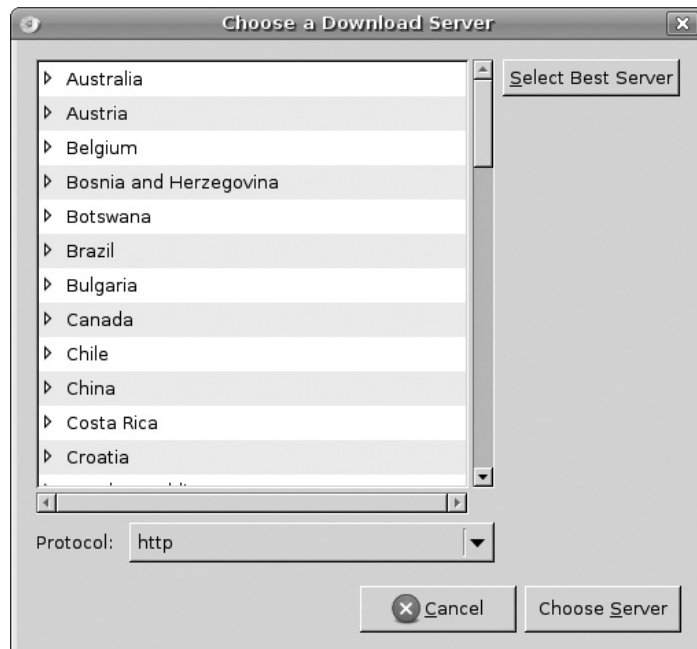 Choose a Download Server
Australia
Select Best Server
Austria
Belgium
Bosnia and Herzegovina
Botswana
Brazil
Bulgaria
Canada
Chile
China
Costa Rica
Croatia
Protocol: http
Cancel
Choose Server